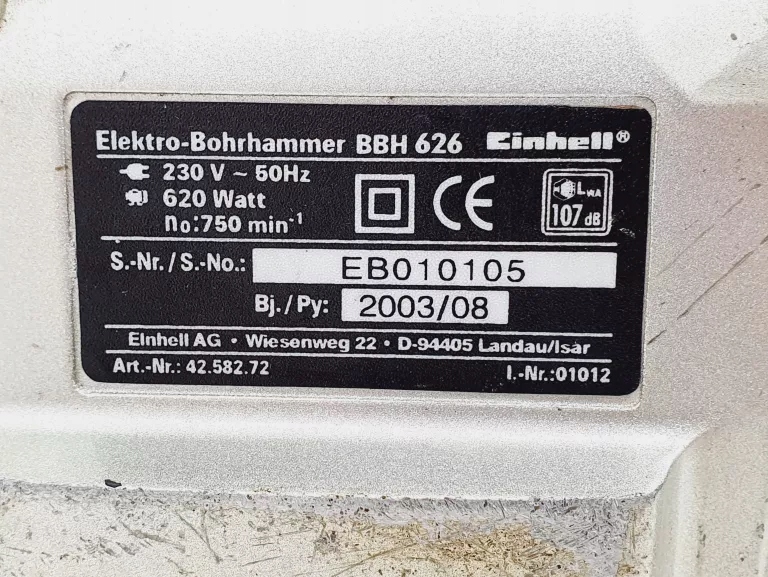 Elektro-Bohrhammer BBH 626 Einhell®
230 V ~ 50Hz
620 Watt
n₀:750 min⁻¹
CE
LWA
107 dB
S.-Nr./S.-No.: EB010105
Bj./Py: 2003/08
Einhell AG • Wiesenweg 22 • D-94405 Landau/Isar
Art.-Nr.: 42.582.72 I.-Nr.:01012